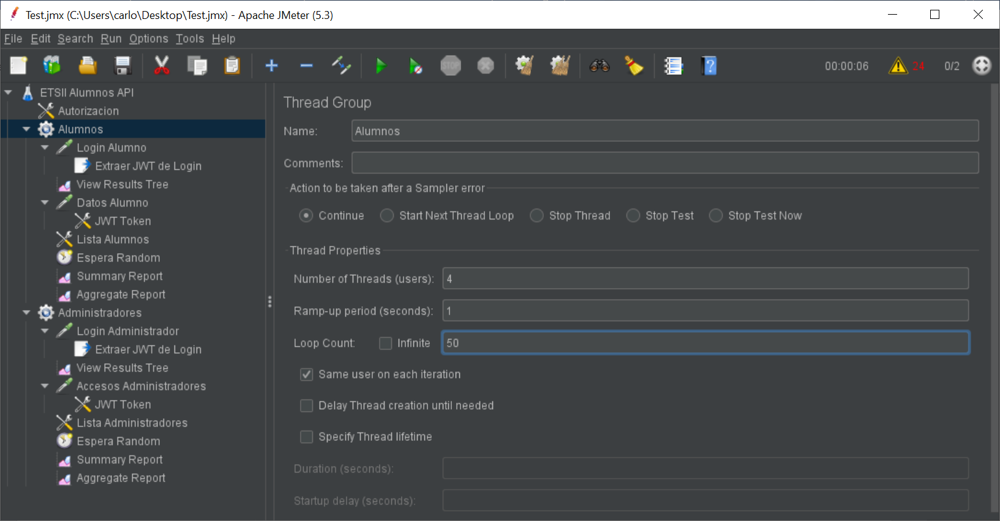 Test.jmx (C:\Users\carlo\Desktop\Test.jmx) - Apache JMeter (5.3)
File Edit Search Run Options Tools Help
STOP
?
00:00:06 24 0/2
ETSII Alumnos API
Autorizacion
Alumnos
Login Alumno
Extraer JWT de Login
View Results Tree
Datos Alumno
JWT Token
Lista Alumnos
Espera Random
Summary Report
Aggregate Report
Administradores
Login Administrador
Extraer JWT de Login
View Results Tree
Accesos Administradores
JWT Token
Lista Administradores
Espera Random
Summary Report
Aggregate Report
Thread Group
Name: Alumnos
Comments:
Action to be taken after a Sampler error
Continue Start Next Thread Loop Stop Thread Stop Test Stop Test Now
Thread Properties
Number of Threads (users): 4
Ramp-up period (seconds): 1
Loop Count: Infinite 50
Same user on each iteration
Delay Thread creation until needed
Specify Thread lifetime
Duration (seconds):
Startup delay (seconds):